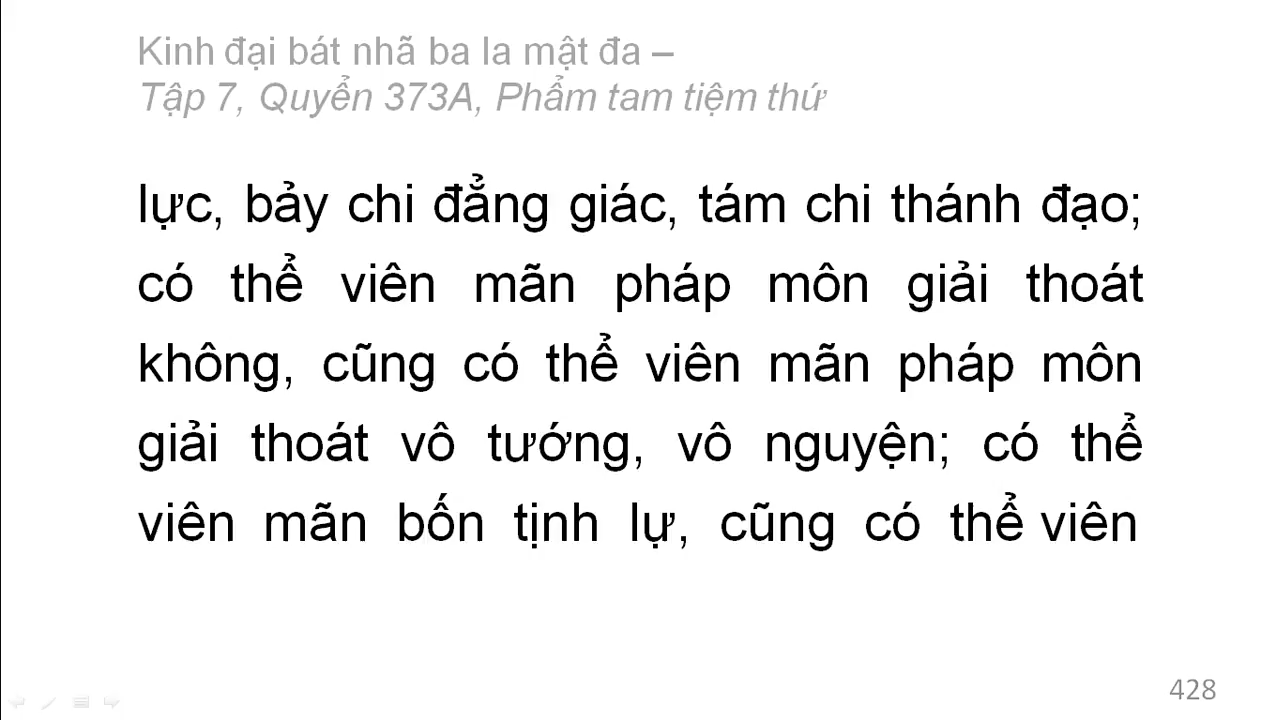 Kinh đại bát nhã ba la mật đa –
Tập 7, Quyển 373A, Phẩm tam tiệm thứ
lực, bảy chi đẳng giác, tám chi thánh đạo;
có thể viên mãn pháp môn giải thoát
không, cũng có thể viên mãn pháp môn
giải thoát vô tướng, vô nguyện; có thể
viên mãn bốn tịnh lự, cũng có thể viên
428